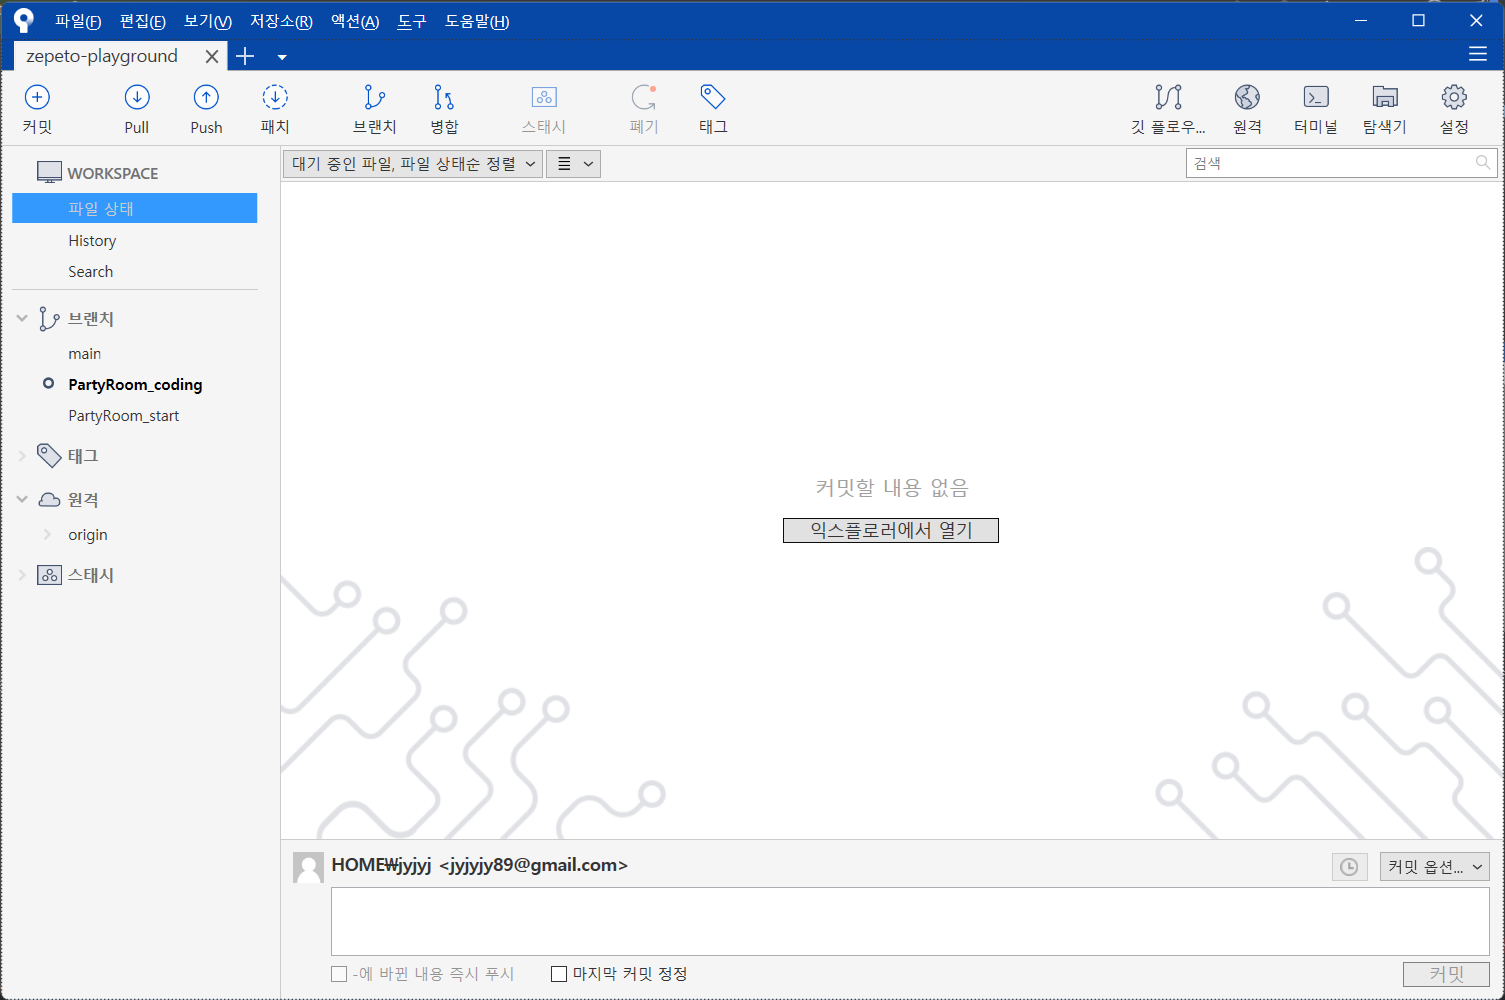 파일(F) 편집(E) 보기(V) 저장소(R) 액션(A) 도구 도움말(H)
zepeto-playground
커밋 Pull Push 패치 브랜치 병합 스태시 폐기 태그 깃 플로우... 원격 터미널 탐색기 설정
WORKSPACE
파일 상태
History
Search
브랜치
main
PartyRoom_coding
PartyRoom_start
태그
원격
origin
스태시
대기 중인 파일, 파일 상태순 정렬
검색
커밋할 내용 없음
익스플로러에서 열기
HOME₩jyjyj <jyjyjy89@gmail.com>
커밋 옵션...
-에 바뀐 내용 즉시 푸시
마지막 커밋 정정
커밋